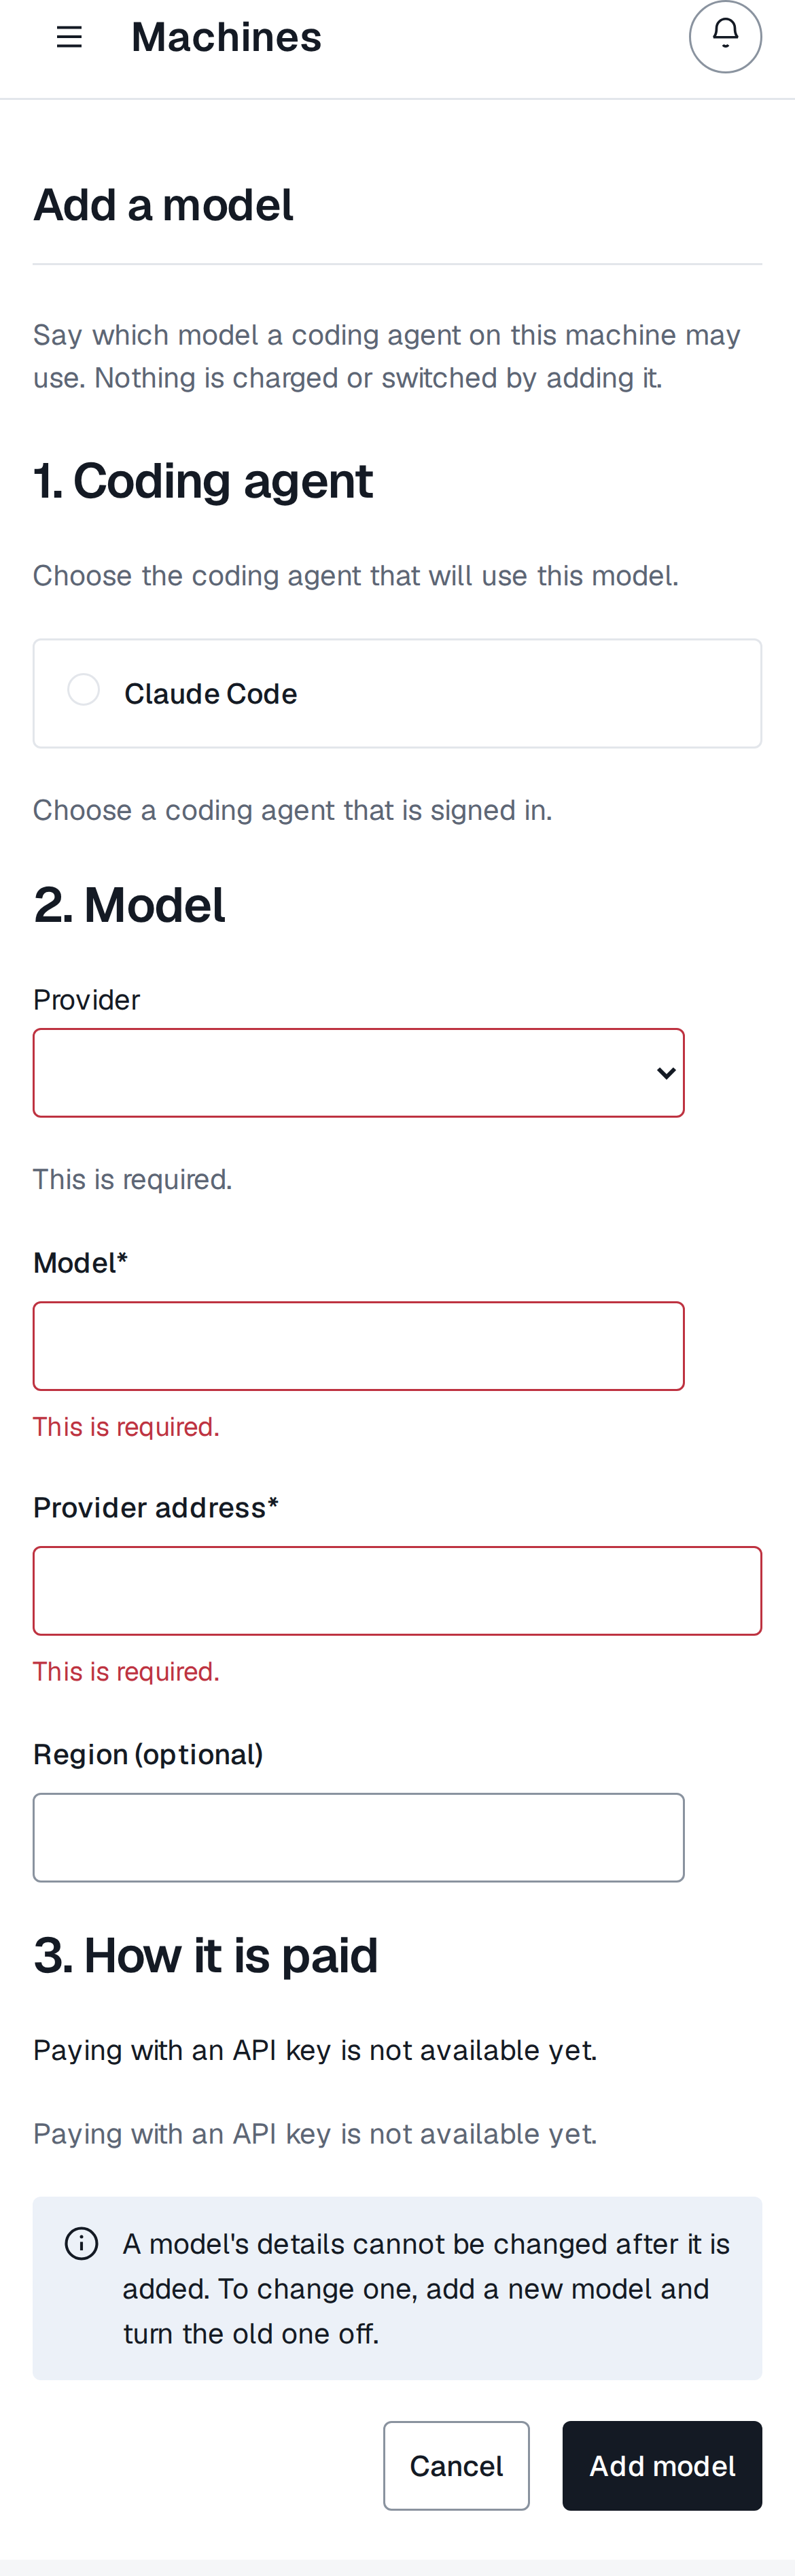 Machines
Add a model
Say which model a coding agent on this machine may
use. Nothing is charged or switched by adding it.
1. Coding agent
Choose the coding agent that will use this model.
Claude Code
Choose a coding agent that is signed in.
2. Model
Provider
This is required.
Model*
This is required.
Provider address*
This is required.
Region (optional)
3. How it is paid
Paying with an API key is not available yet.
Paying with an API key is not available yet.
A model's details cannot be changed after it is
added. To change one, add a new model and
turn the old one off.
Cancel
Add model